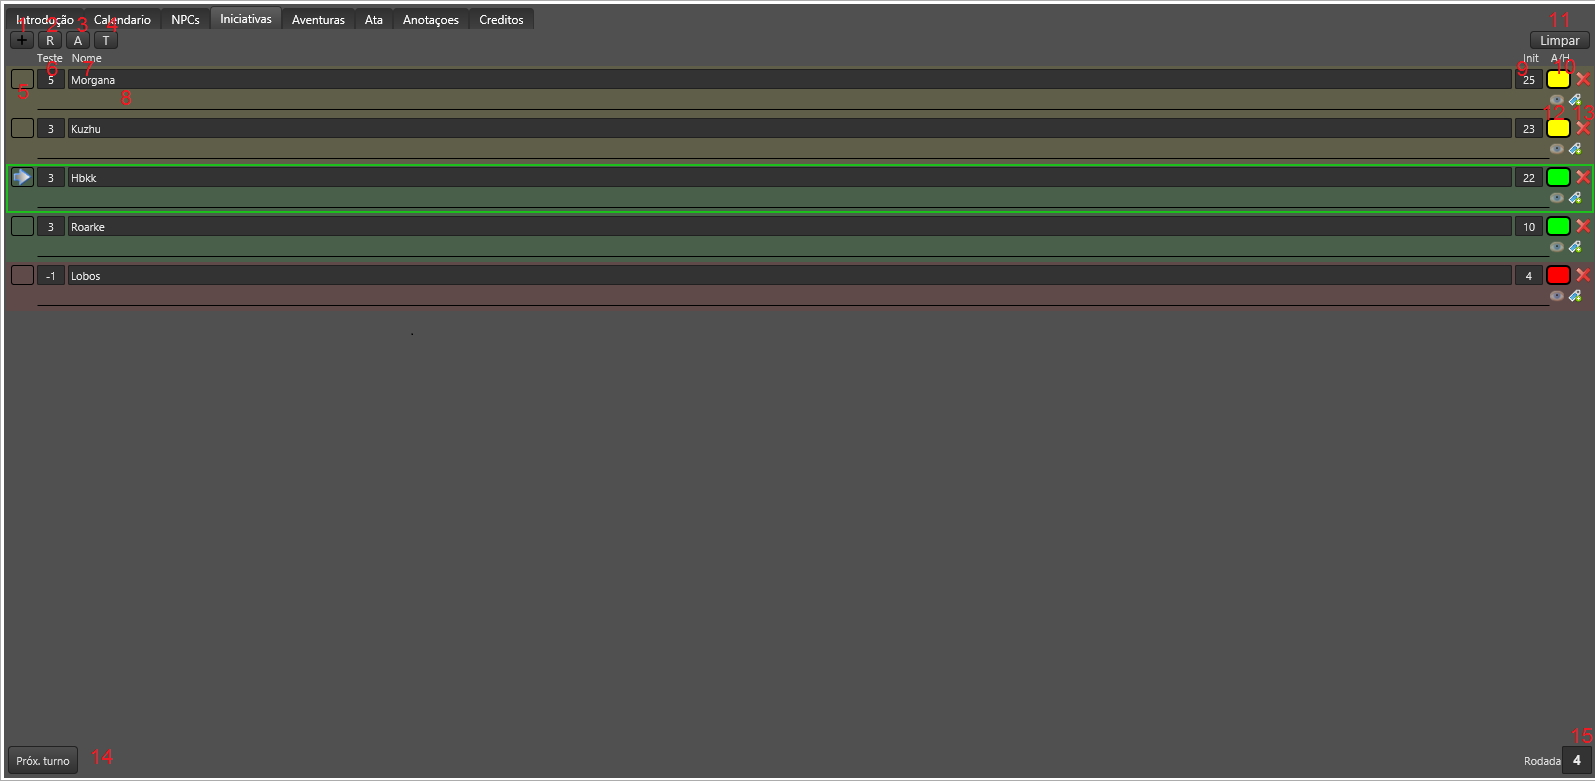 Introdução Calendario NPCs Iniciativas Aventuras Ata Anotaçoes Creditos
1 2 3 4 11
+ R A T Limpar
Teste Nome Init A/H
6 7 9 10
5 Morgana 25
5 8
12 13
3 Kuzhu 23
3 Hbkk 22
3 Roarke 10
-1 Lobos 4
14 15
Próx. turno Rodada 4